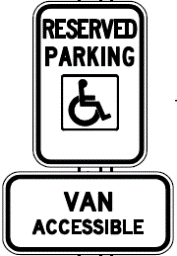 RESERVED
PARKING
VAN
ACCESSIBLE